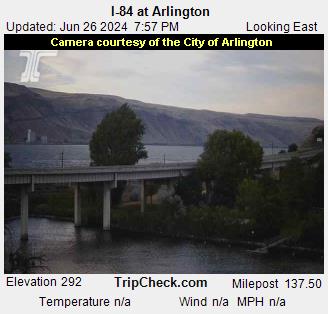 I-84 at Arlington
Updated: Jun 26 2024 7:57 PM Looking East
Camera courtesy of the City of Arlington
Elevation 292 TripCheck.com Milepost 137.50
Temperature n/a Wind n/a MPH n/a